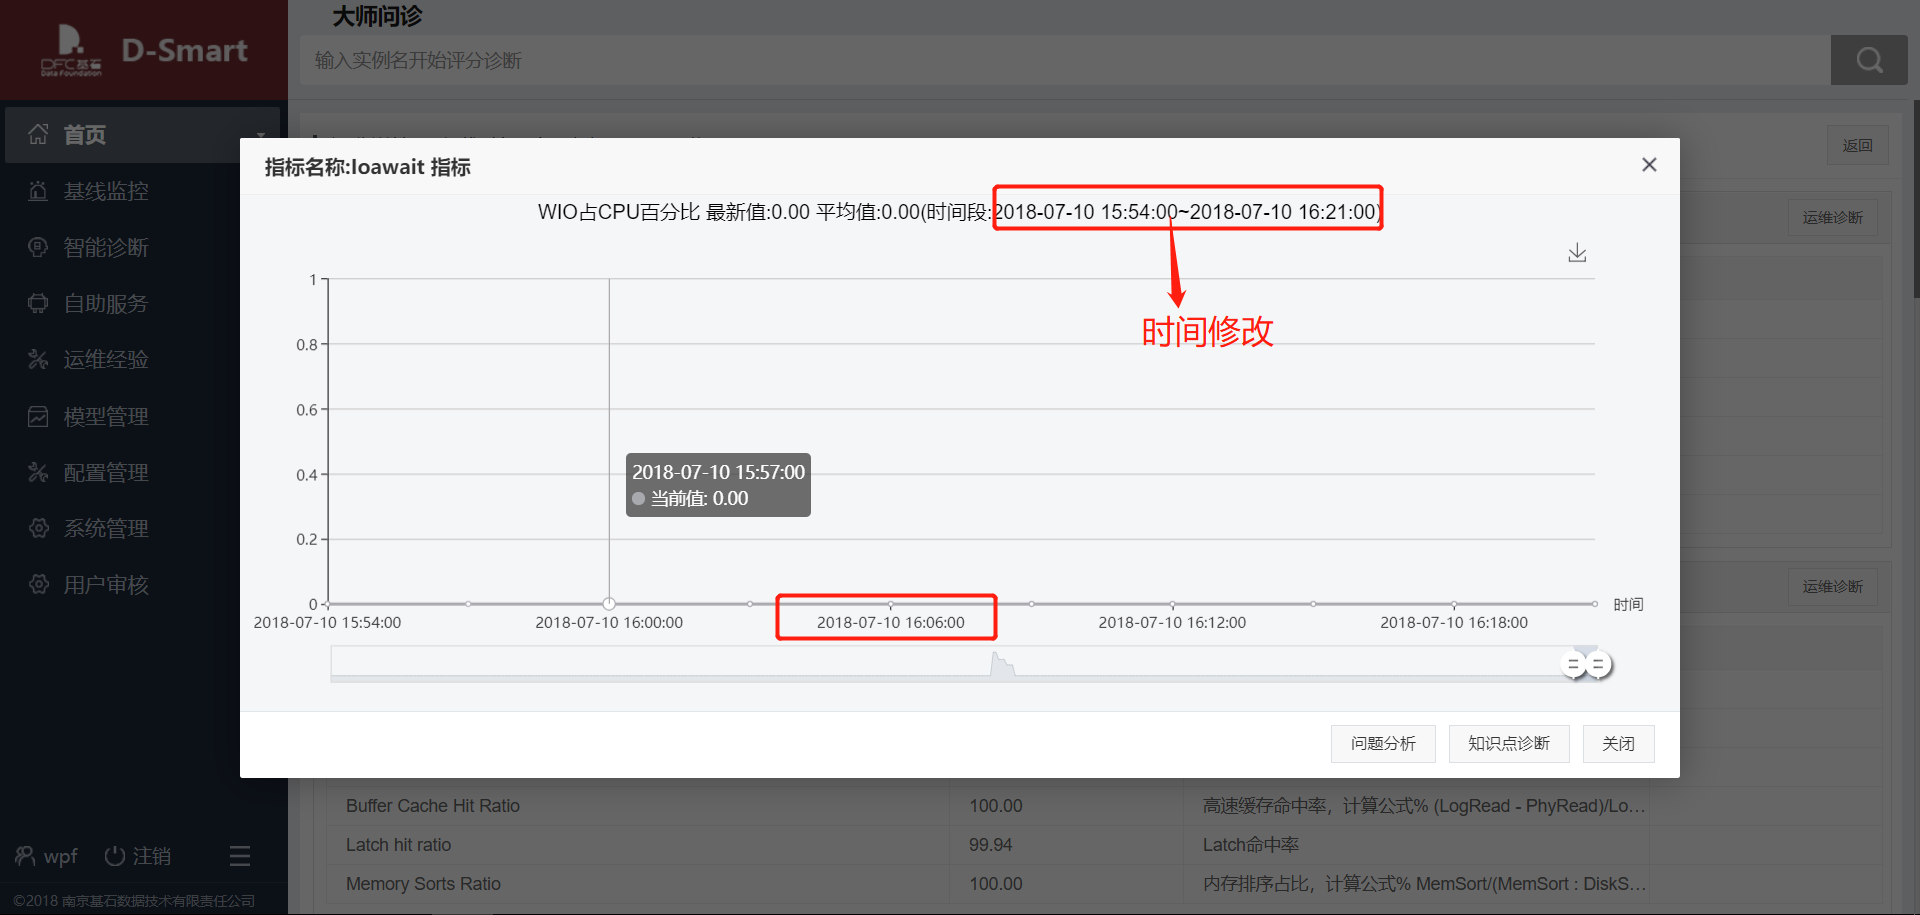 大师问诊
DFC基石
Data Foundation
D-Smart
输入实例名开始评分诊断
首页
基线监控
智能诊断
自助服务
运维经验
模型管理
配置管理
系统管理
用户审核
wpf
注销
©2018 南京基石数据技术有限责任公司
返回
运维诊断
运维诊断
指标名称:loawait 指标
WIO占CPU百分比 最新值:0.00 平均值:0.00(时间段:2018-07-10 15:54:00~2018-07-10 16:21:00)
时间修改
1
0.8
0.6
0.4
0.2
0
2018-07-10 15:57:00
当前值: 0.00
时间
2018-07-10 15:54:00
2018-07-10 16:00:00
2018-07-10 16:06:00
2018-07-10 16:12:00
2018-07-10 16:18:00
问题分析
知识点诊断
关闭
Buffer Cache Hit Ratio 100.00 高速缓存命中率，计算公式% (LogRead - PhyRead)/Lo...
Latch hit ratio 99.94 Latch命中率
Memory Sorts Ratio 100.00 内存排序占比，计算公式% MemSort/(MemSort : DiskS...